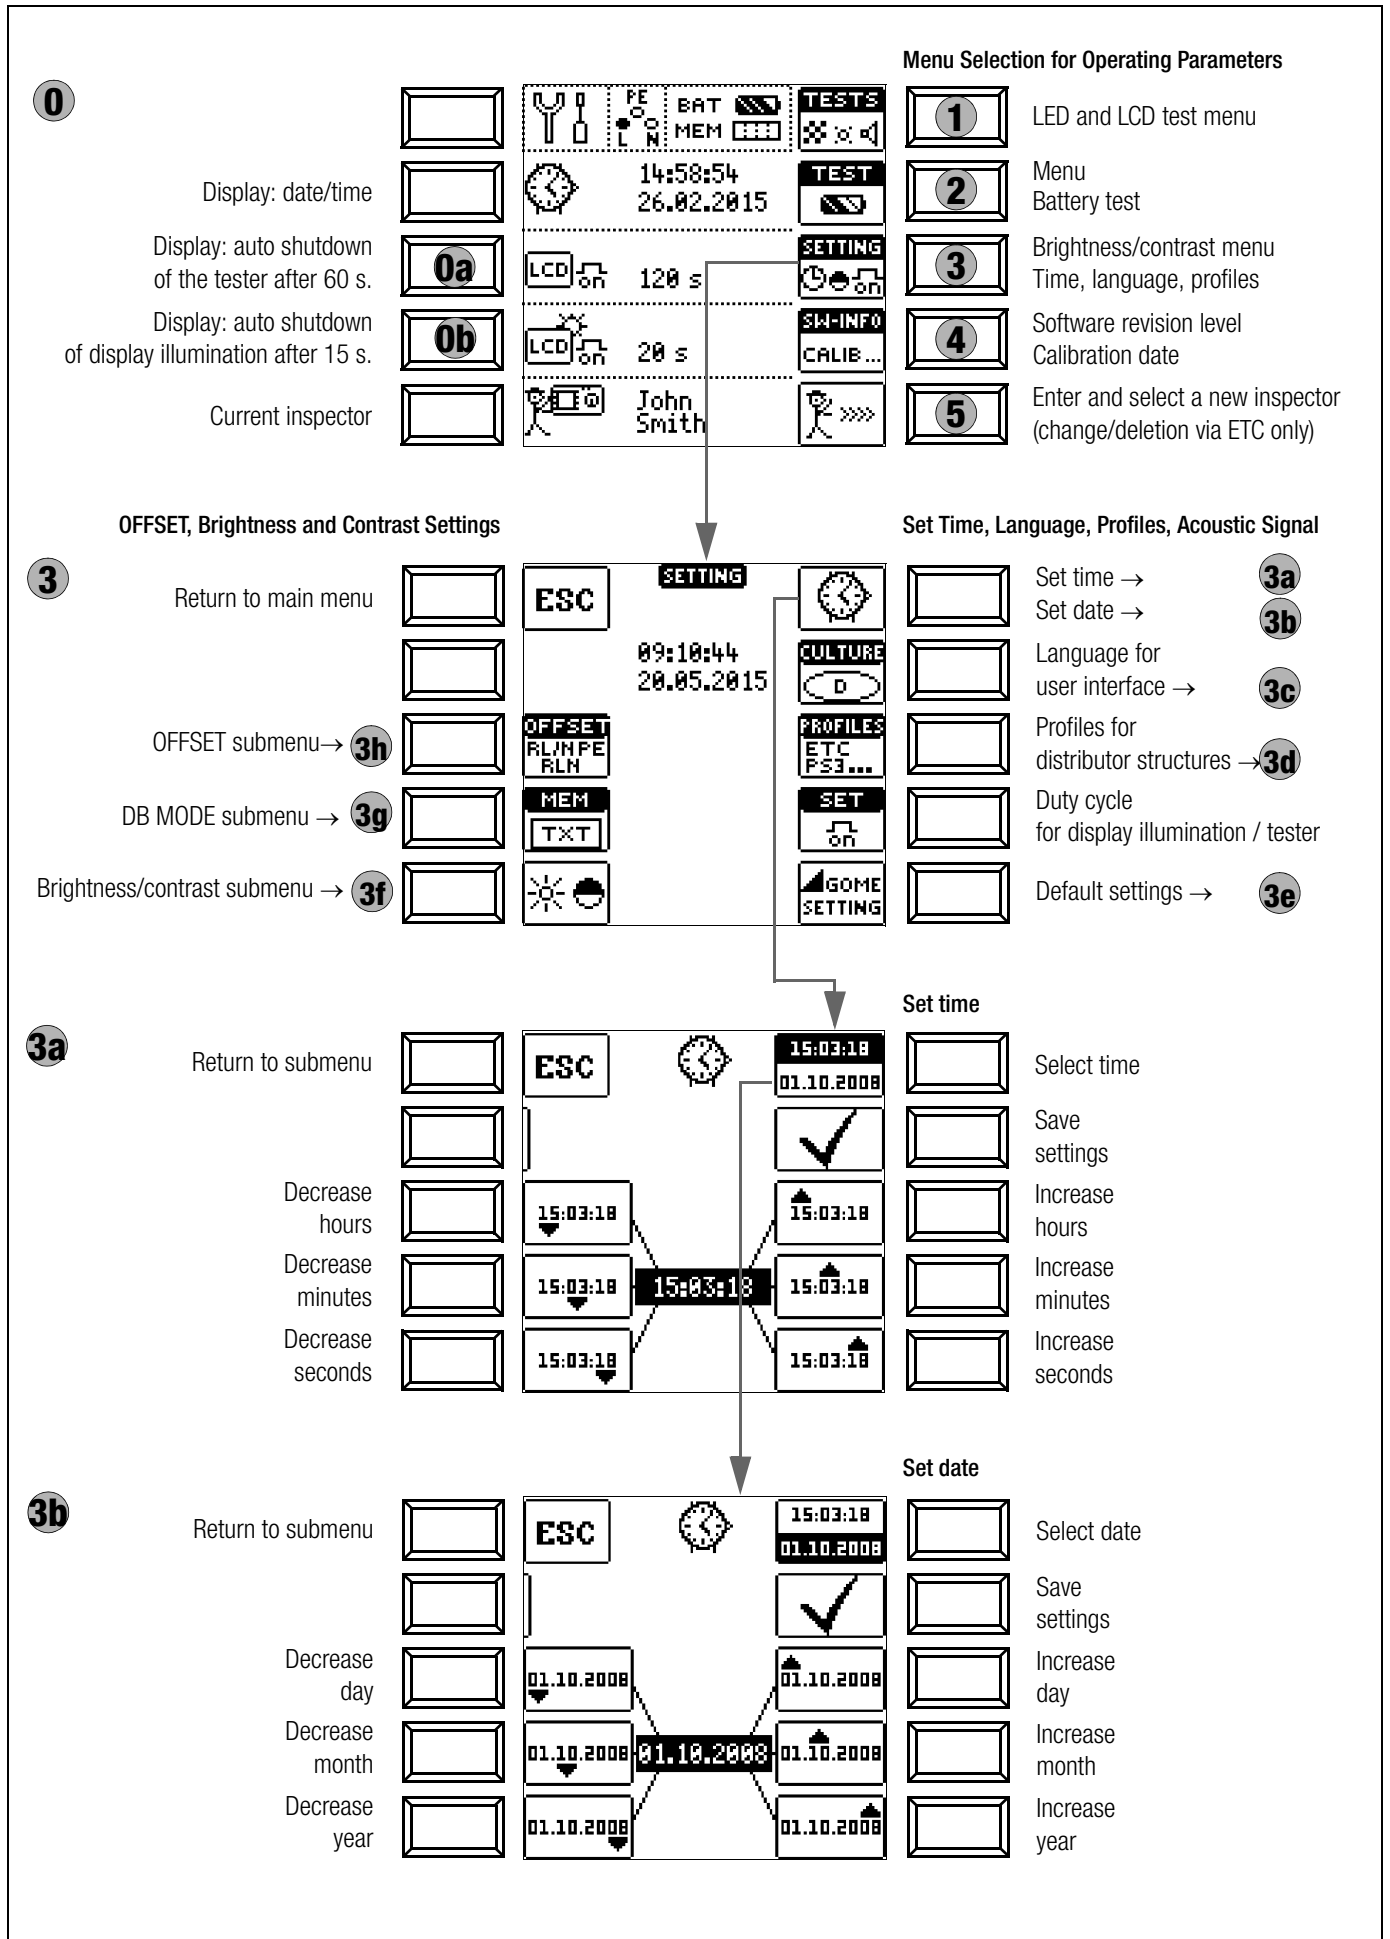 Menu Selection for Operating Parameters
0
PE
L N
BAT
MEM
TESTS
1
LED and LCD test menu
Display: date/time
14:58:54
26.02.2015
TEST
2
Menu
Battery test
Display: auto shutdown
of the tester after 60 s.
0a
LCD
on
120 s
SETTING
on
3
Brightness/contrast menu
Time, language, profiles
Display: auto shutdown
of display illumination after 15 s.
0b
LCD
on
20 s
SW-INFO
CALIB ...
4
Software revision level
Calibration date
Current inspector
John
Smith
5
Enter and select a new inspector
(change/deletion via ETC only)
OFFSET, Brightness and Contrast Settings
Set Time, Language, Profiles, Acoustic Signal
3
Return to main menu
ESC
SETTING
Set time → 3a
Set date → 3b
09:10:44
20.05.2015
CULTURE
D
Language for
user interface → 3c
OFFSET submenu→ 3h
OFFSET
RL/NPE
RLN
PROFILES
ETC
PS3...
Profiles for
distributor structures → 3d
DB MODE submenu → 3g
MEM
TXT
SET
on
Duty cycle
for display illumination / tester
Brightness/contrast submenu → 3f
GOME
SETTING
Default settings → 3e
Set time
3a
Return to submenu
ESC
15:03:18
01.10.2008
Select time
Save
settings
Decrease
hours
15:03:18
15:03:18
Increase
hours
Decrease
minutes
15:03:18
15:03:18
15:03:18
Increase
minutes
Decrease
seconds
15:03:18
15:03:18
Increase
seconds
Set date
3b
Return to submenu
ESC
15:03:18
01.10.2008
Select date
Save
settings
Decrease
day
01.10.2008
01.10.2008
Increase
day
Decrease
month
01.10.2008
01.10.2008
01.10.2008
Increase
month
Decrease
year
01.10.2008
01.10.2008
Increase
year